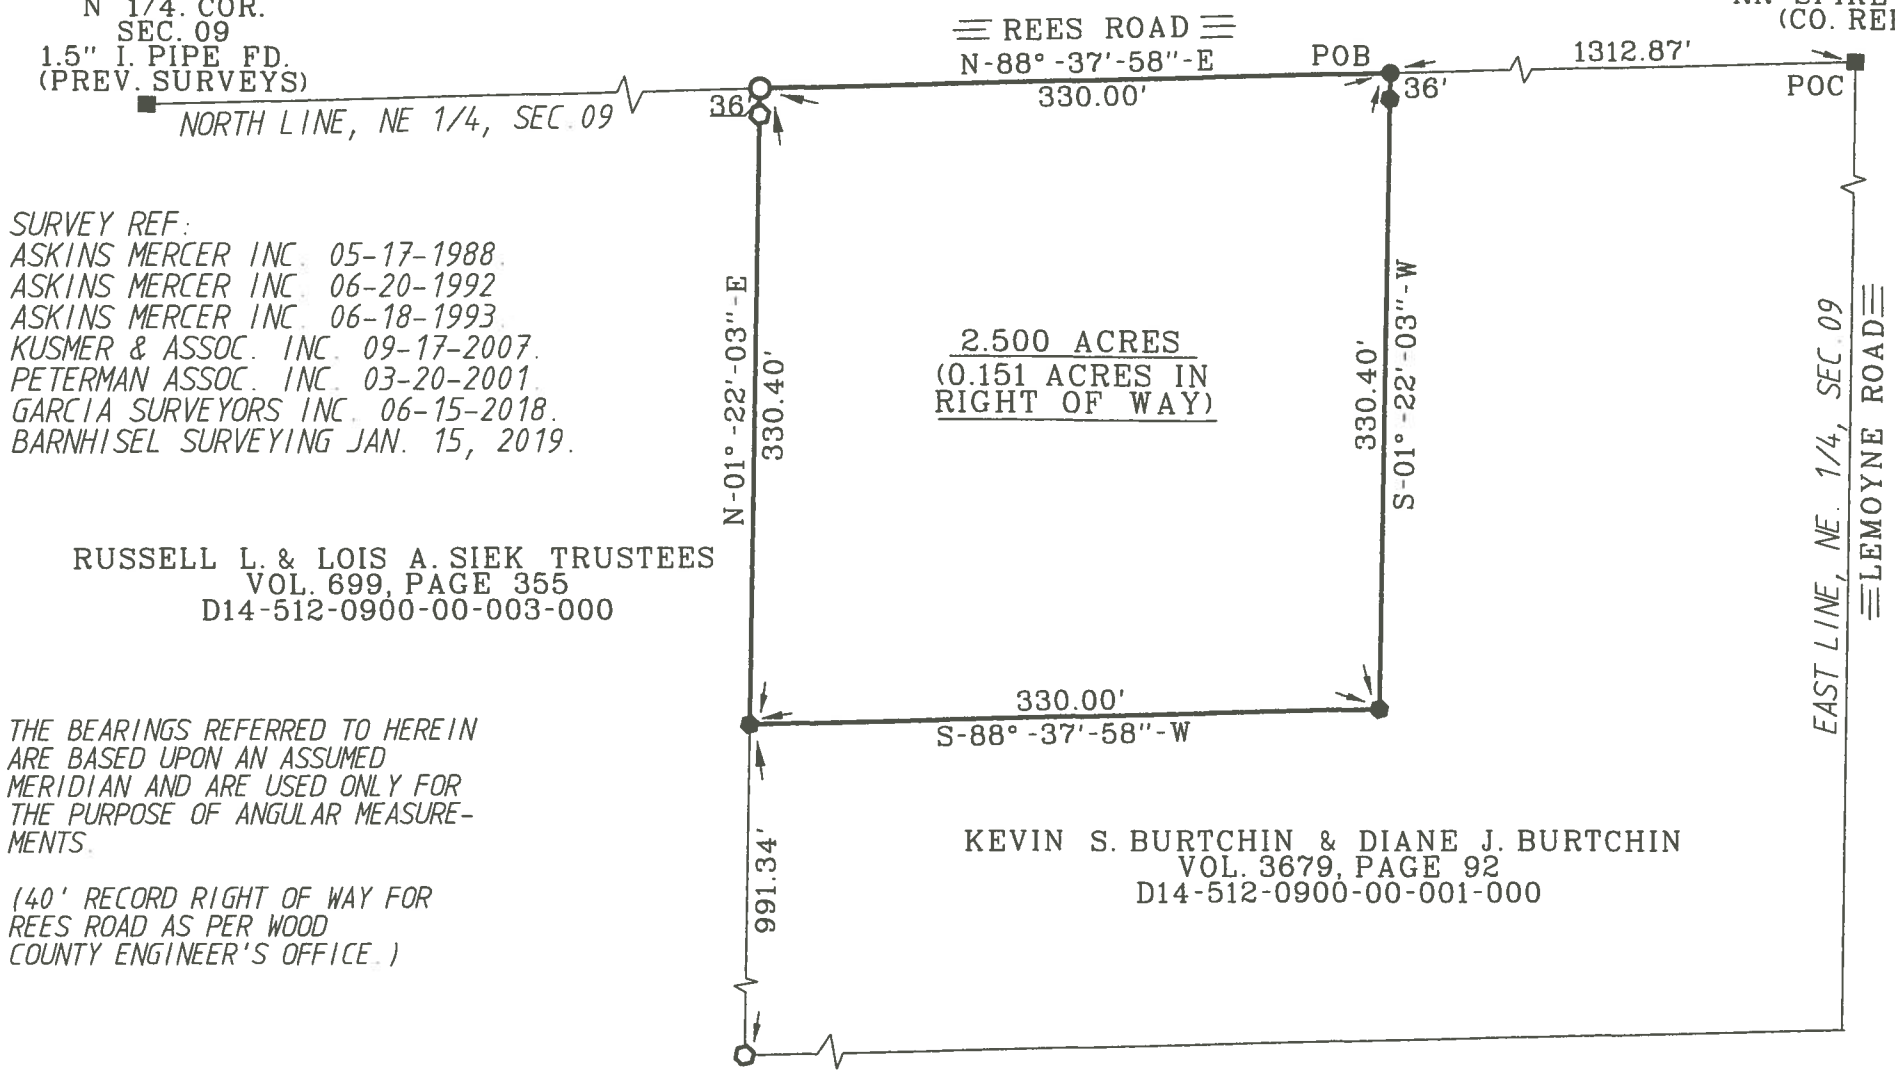 N 1/4. COR.
SEC. 09
1.5" I. PIPE FD.
(PREV. SURVEYS)
REES ROAD
N-88°-37'-58"-E
330.00'
POB
1312.87'
(CO. REF
POC
36'
36'
NORTH LINE, NE 1/4, SEC.09
SURVEY REF:
ASKINS MERCER INC. 05-17-1988.
ASKINS MERCER INC. 06-20-1992
ASKINS MERCER INC. 06-18-1993.
KUSMER & ASSOC. INC. 09-17-2007.
PETERMAN ASSOC. INC. 03-20-2001.
GARCIA SURVEYORS INC. 06-15-2018.
BARNHISEL SURVEYING JAN. 15, 2019.
N-01°-22'-03"-E
330.40'
2.500 ACRES
(0.151 ACRES IN
RIGHT OF WAY)
330.40'
S-01°-22'-03"-W
EAST LINE, NE. 1/4, SEC.09
LEMOYNE ROAD
RUSSELL L. & LOIS A. SIEK TRUSTEES
VOL. 699, PAGE 355
D14-512-0900-00-003-000
330.00'
S-88°-37'-58"-W
THE BEARINGS REFERRED TO HEREIN
ARE BASED UPON AN ASSUMED
MERIDIAN AND ARE USED ONLY FOR
THE PURPOSE OF ANGULAR MEASURE-
MENTS.
(40' RECORD RIGHT OF WAY FOR
REES ROAD AS PER WOOD
COUNTY ENGINEER'S OFFICE.)
991.34'
KEVIN S. BURTCHIN & DIANE J. BURTCHIN
VOL. 3679, PAGE 92
D14-512-0900-00-001-000